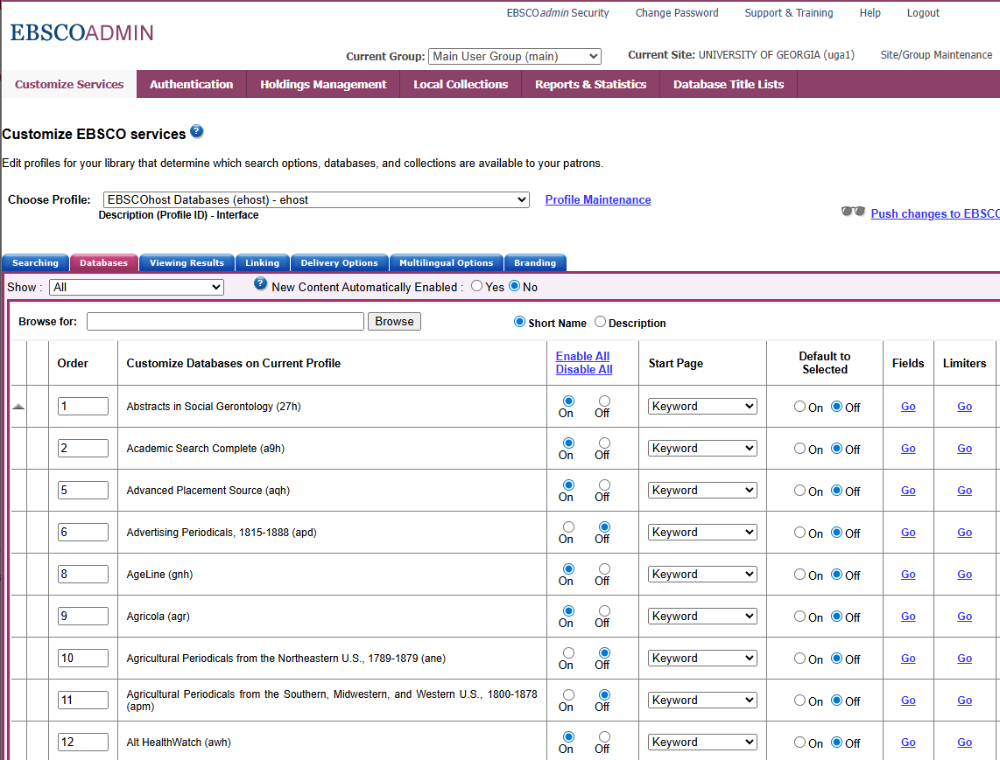 EBSCOadmin Security Change Password Support & Training Help Logout
EBSCOADMIN
Current Group: Main User Group (main) Current Site: UNIVERSITY OF GEORGIA (uga1) Site/Group Maintenance
Customize Services Authentication Holdings Management Local Collections Reports & Statistics Database Title Lists
Customize EBSCO services ?
Edit profiles for your library that determine which search options, databases, and collections are available to your patrons.
Choose Profile: EBSCOhost Databases (ehost) - ehost Profile Maintenance
Description (Profile ID) - Interface
Push changes to EBSCO
Searching Databases Viewing Results Linking Delivery Options Multilingual Options Branding
Show : All ? New Content Automatically Enabled : Yes No
Browse for: Browse Short Name Description
Order Customize Databases on Current Profile Enable All Disable All Start Page Default to Selected Fields Limiters
1 Abstracts in Social Gerontology (27h) On Off Keyword On Off Go Go
2 Academic Search Complete (a9h) On Off Keyword On Off Go Go
5 Advanced Placement Source (aqh) On Off Keyword On Off Go Go
6 Advertising Periodicals, 1815-1888 (apd) On Off Keyword On Off Go Go
8 AgeLine (gnh) On Off Keyword On Off Go Go
9 Agricola (agr) On Off Keyword On Off Go Go
10 Agricultural Periodicals from the Northeastern U.S., 1789-1879 (ane) On Off Keyword On Off Go Go
11 Agricultural Periodicals from the Southern, Midwestern, and Western U.S., 1800-1878 (apm) On Off Keyword On Off Go Go
12 Alt HealthWatch (awh) On Off Keyword On Off Go Go